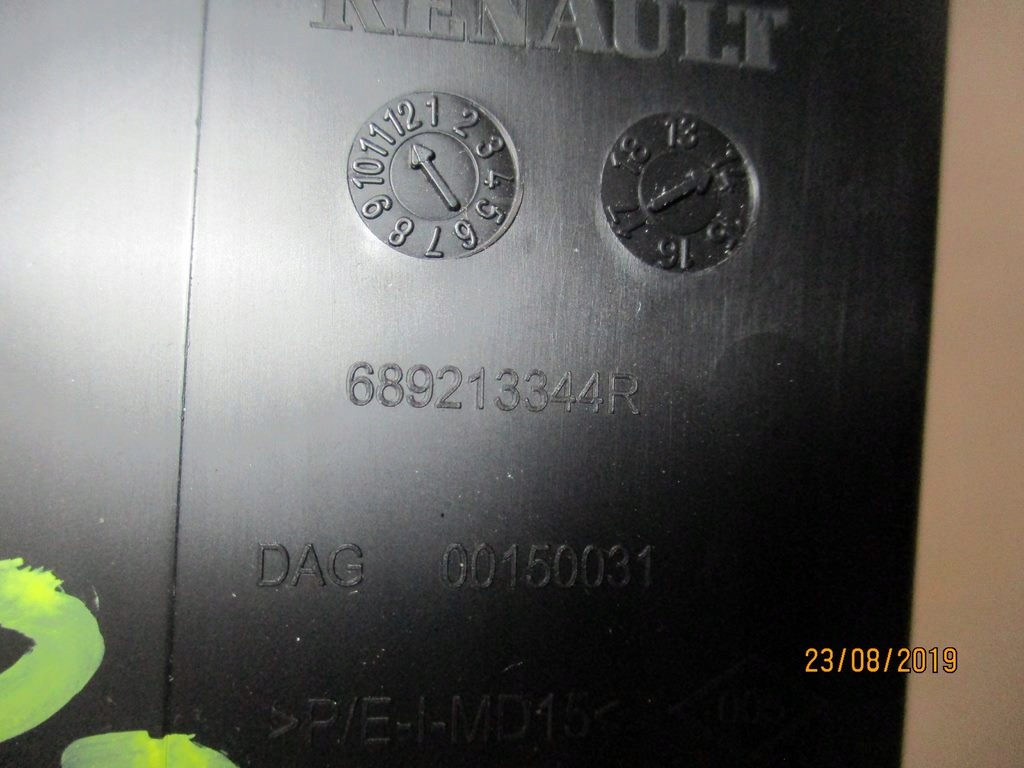 RENAULT
12 1 2 3 4 5 6 7 8 9 10 11
13 14 15 16 17 18
689213344R
DAG 00150031
23/08/2019
>P/E-I-MD15<